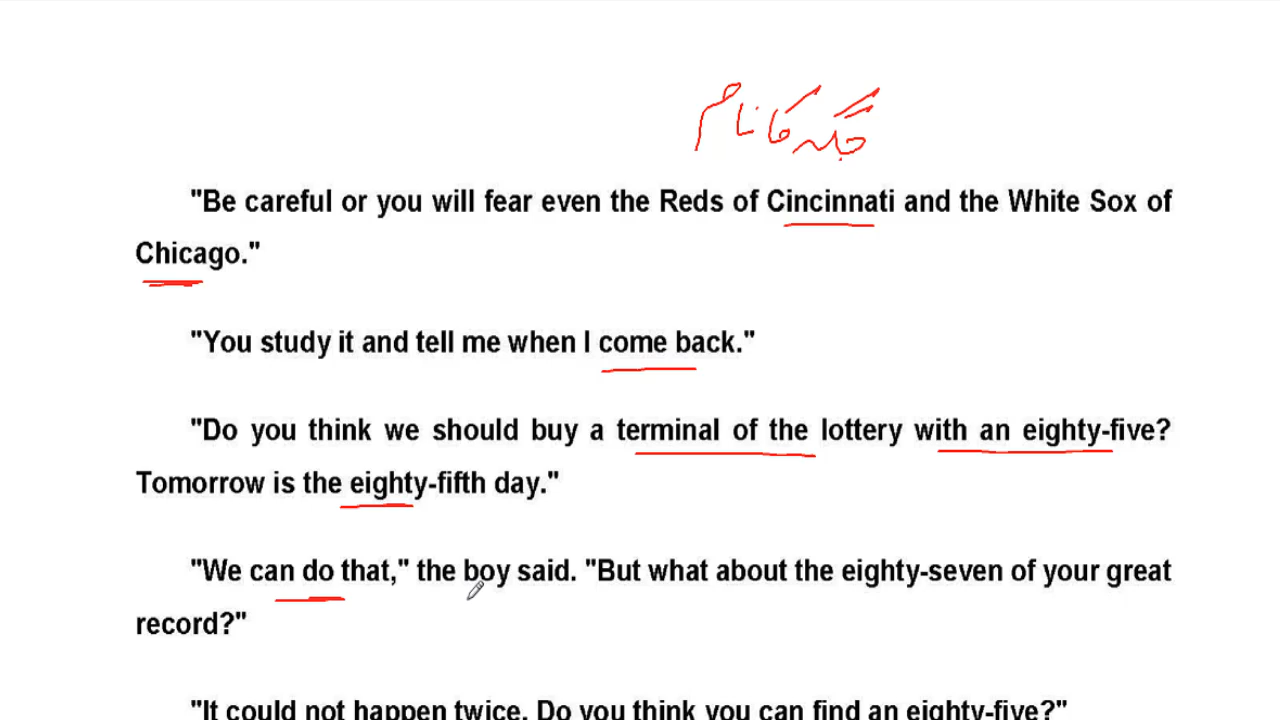 جگہ کا نام
"Be careful or you will fear even the Reds of Cincinnati and the White Sox of
Chicago."
"You study it and tell me when I come back."
"Do you think we should buy a terminal of the lottery with an eighty-five?
Tomorrow is the eighty-fifth day."
"We can do that," the boy said. "But what about the eighty-seven of your great
record?"
"It could not happen twice. Do you think you can find an eighty-five?"